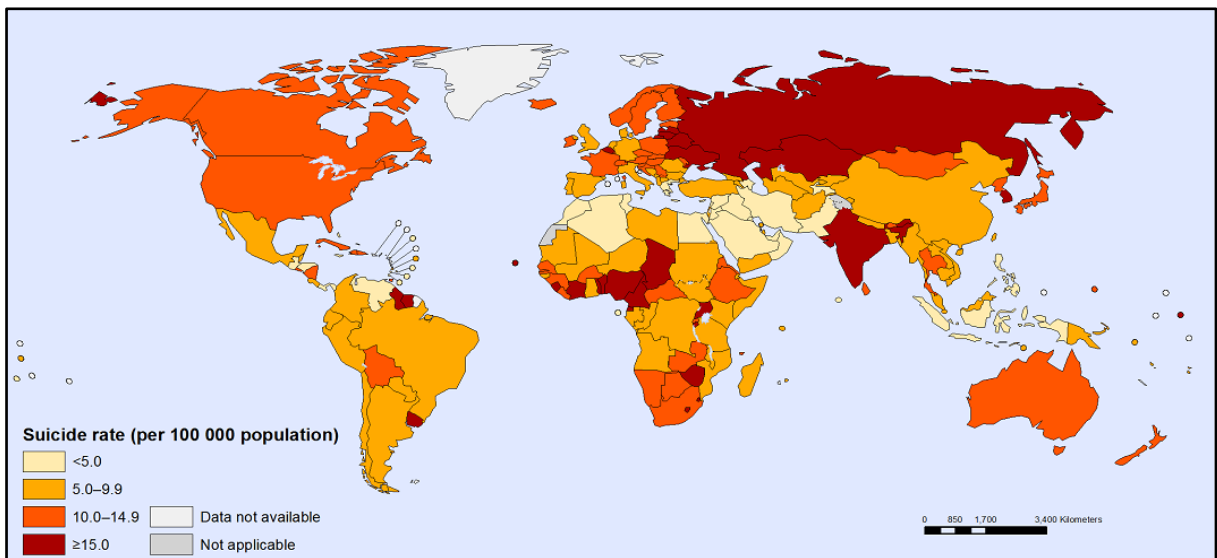 Suicide rate (per 100 000 population)
<5.0
5.0–9.9
10.0–14.9
≥15.0
Data not available
Not applicable
0 850 1,700 3,400 Kilometers